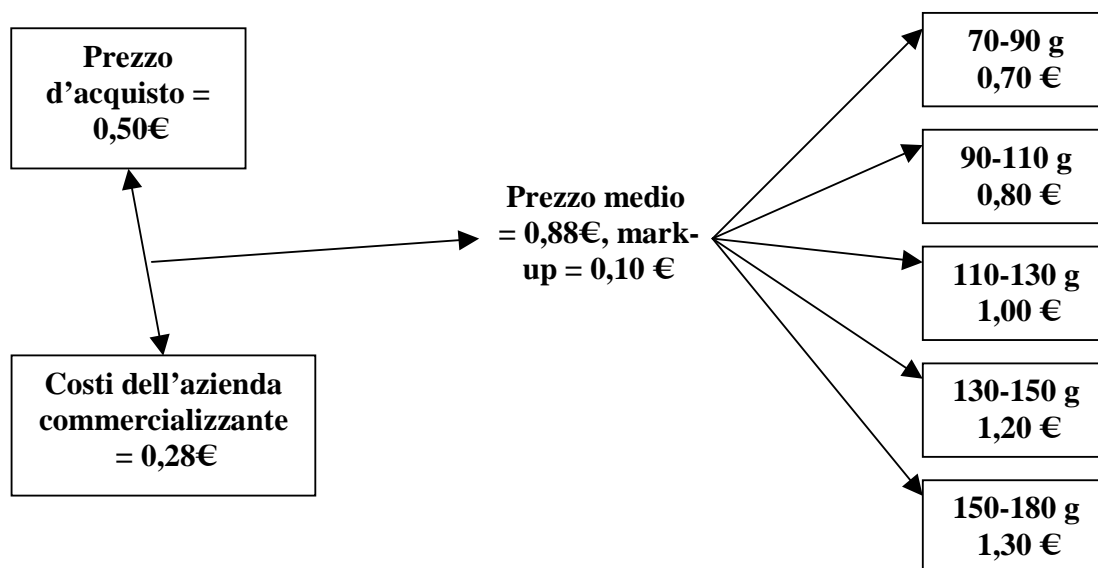 Prezzo
d’acquisto =
0,50€
Costi dell’azienda
commercializzante
= 0,28€
Prezzo medio
= 0,88€, mark-
up = 0,10 €
70-90 g
0,70 €
90-110 g
0,80 €
110-130 g
1,00 €
130-150 g
1,20 €
150-180 g
1,30 €